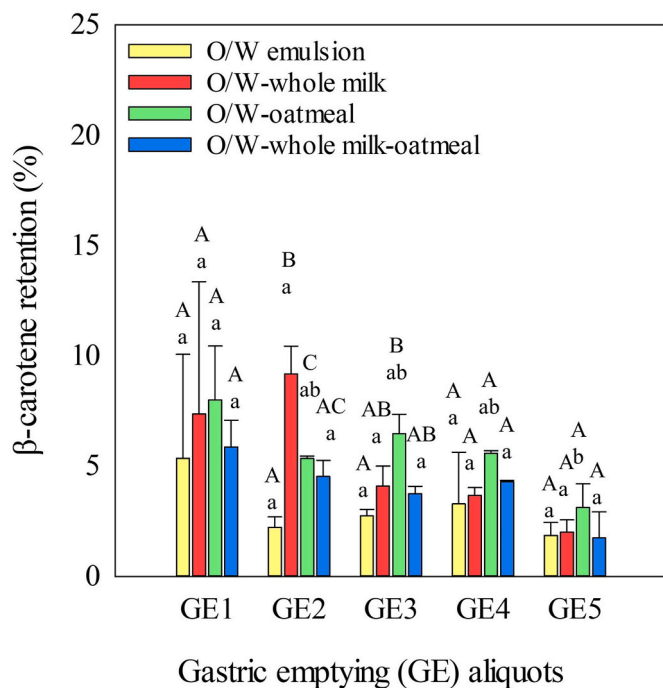 25
20
15
10
5
0
β-carotene retention (%)
O/W emulsion
O/W-whole milk
O/W-oatmeal
O/W-whole milk-oatmeal
A
a
A
a
A
a
A
a
A
a
B
a
C
ab
AC
a
A
a
AB
a
B
ab
AB
a
A
a
A
a
A
ab
A
a
A
a
A
a
A
b
A
a
GE1 GE2 GE3 GE4 GE5
Gastric emptying (GE) aliquots